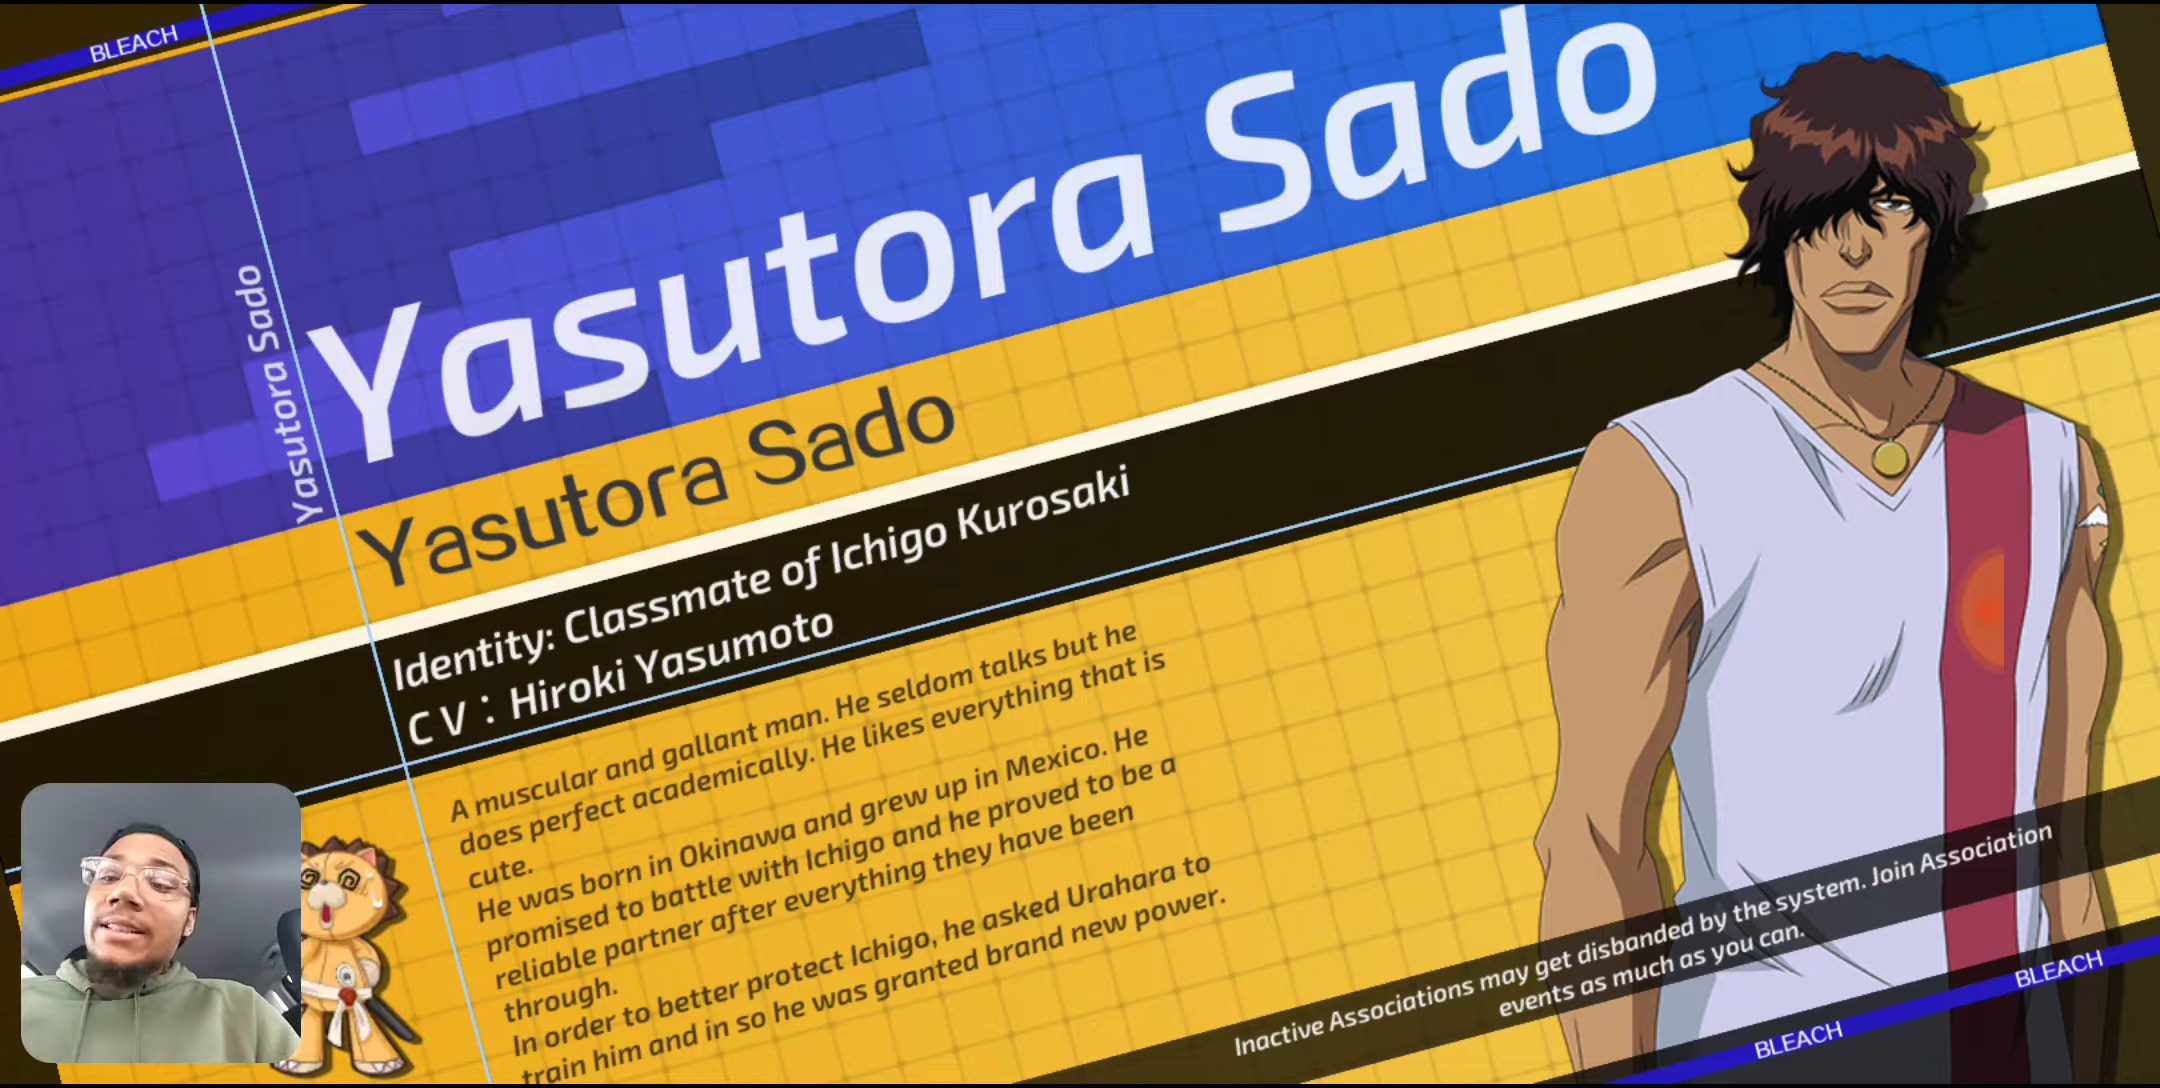 BLEACH
Yasutora Sado
Yasutora Sado
Yasutora Sado
Identity: Classmate of Ichigo Kurosaki
C V : Hiroki Yasumoto
A muscular and gallant man. He seldom talks but he
does perfect academically. He likes everything that is
cute.
He was born in Okinawa and grew up in Mexico. He
promised to battle with Ichigo and he proved to be a
reliable partner after everything they have been
through.
In order to better protect Ichigo, he asked Urahara to
train him and in so he was granted brand new power.
Inactive Associations may get disbanded by the system. Join Association
events as much as you can.
BLEACH
BLEACH